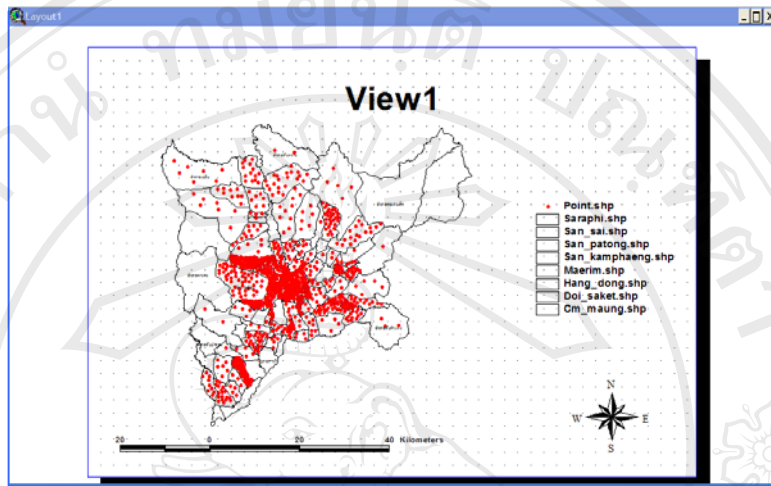 Layout1
View1
Point.shp
Saraphi.shp
San_sai.shp
San_patong.shp
San_kamphaeng.shp
Maerim.shp
Hang_dong.shp
Doi_saket.shp
Cm_maung.shp
N
W E
S
20 0 20 40 Kilometers